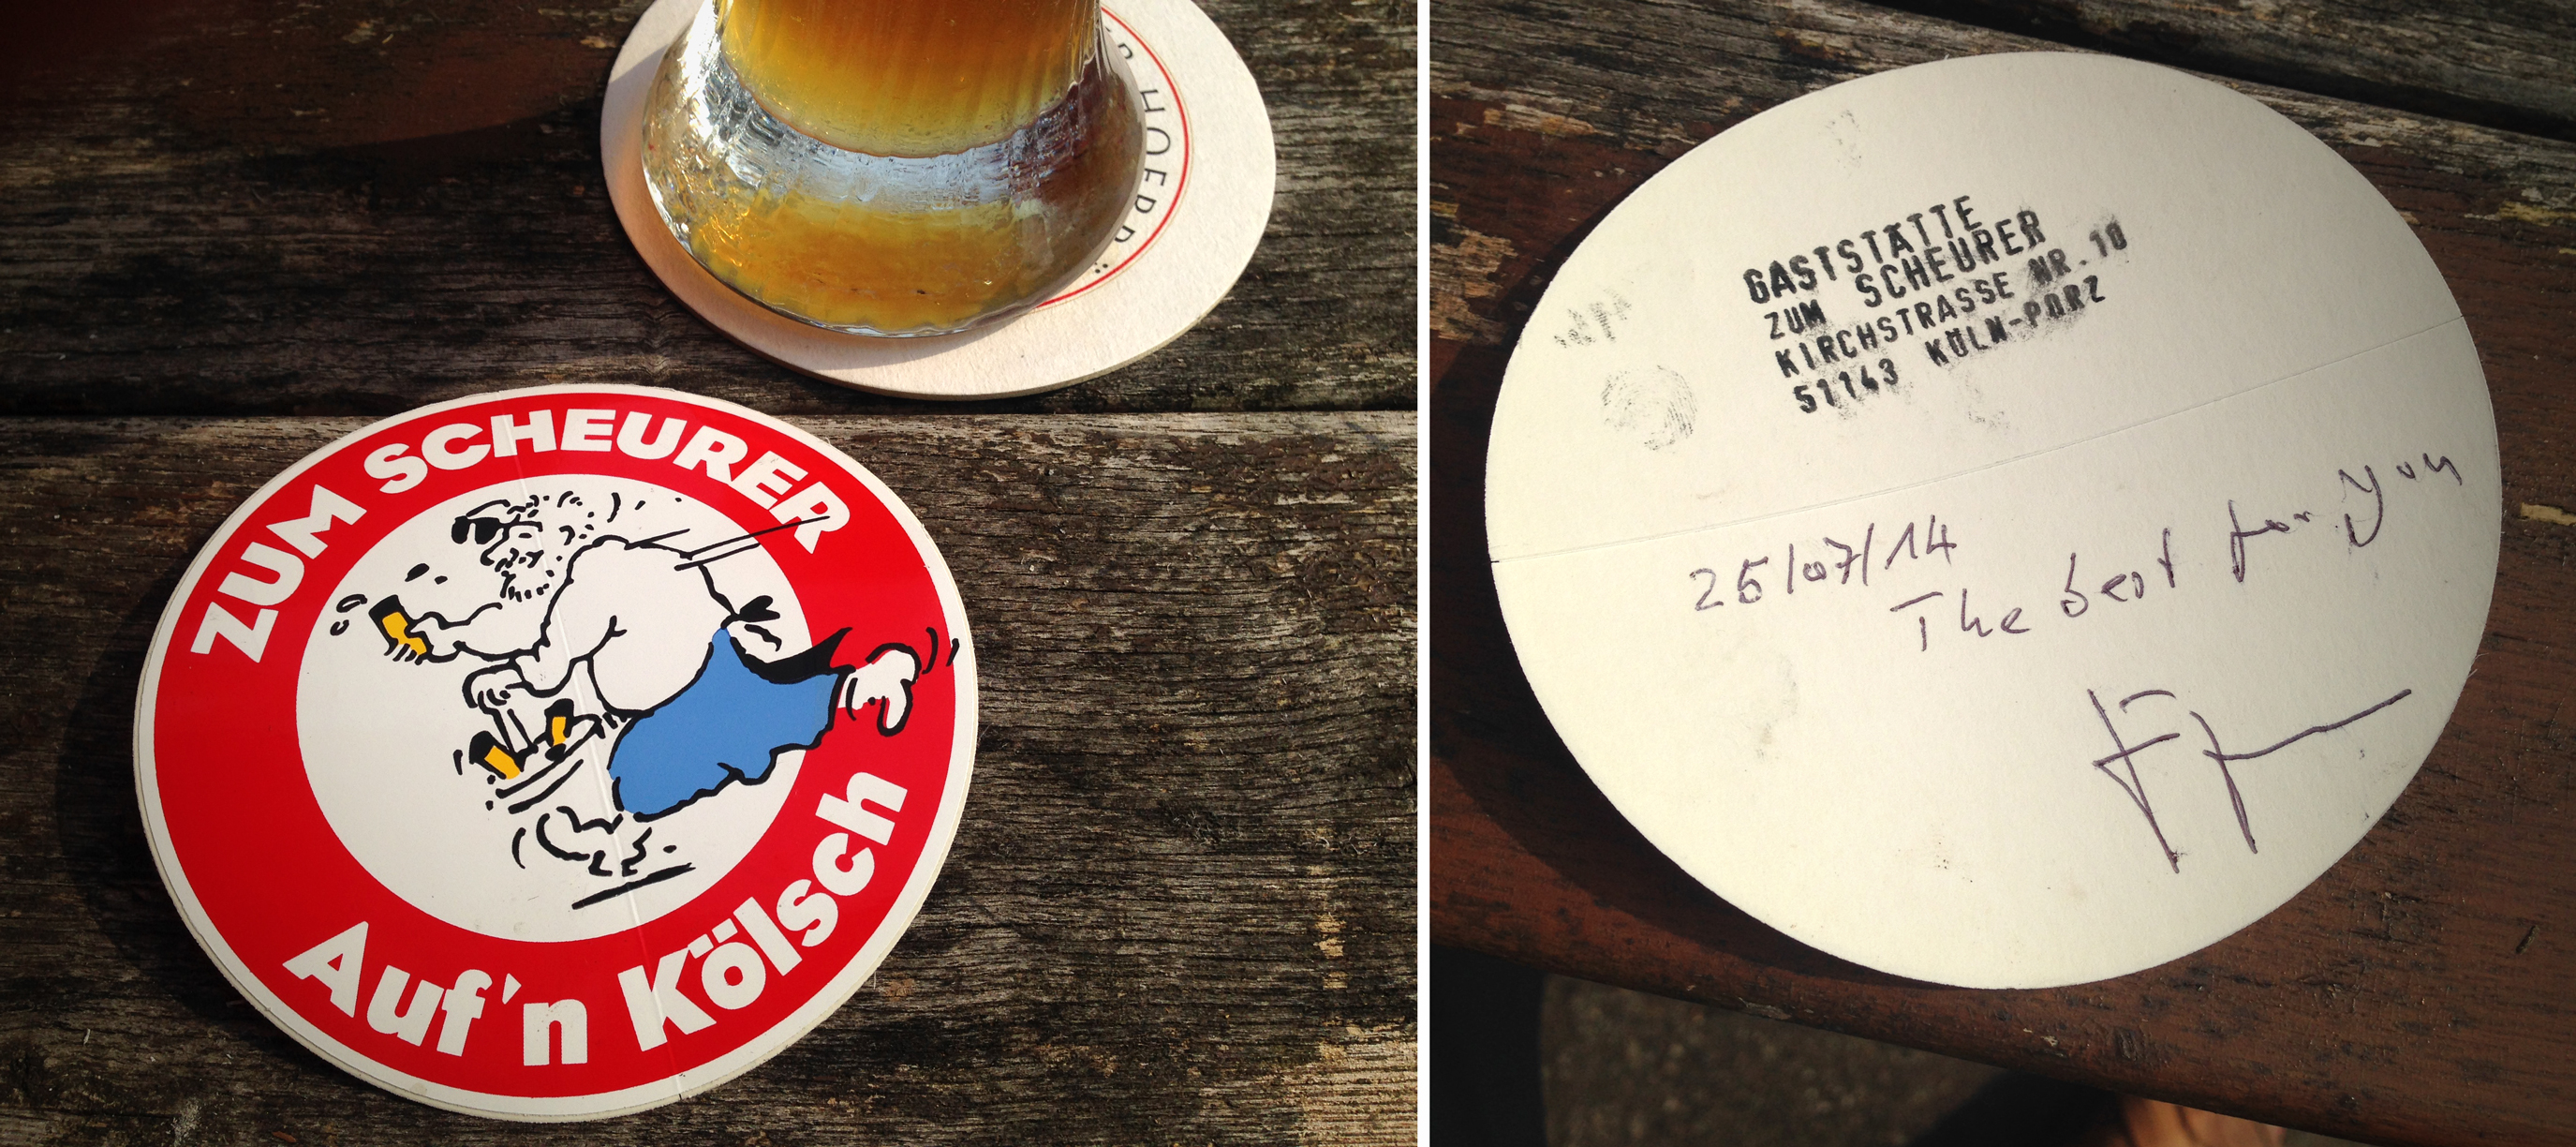 ZUM SCHEURER
Auf'n Kölsch
GASTSTÄTTE
ZUM SCHEURER
KIRCHSTRASSE NR.10
51143 KÖLN-PORZ
25/07/14
The best for you